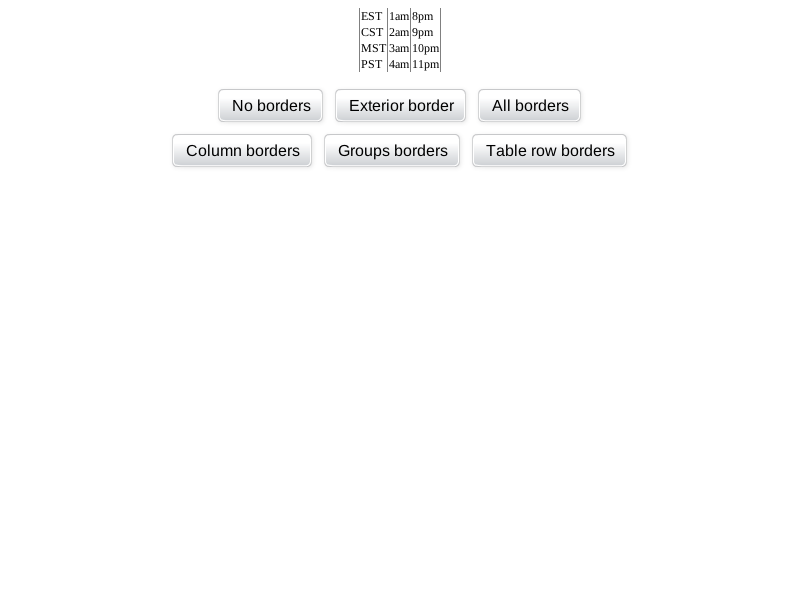 EST 1am 8pm
CST 2am 9pm
MST 3am 10pm
PST 4am 11pm
No borders Exterior border All borders
Column borders Groups borders Table row borders